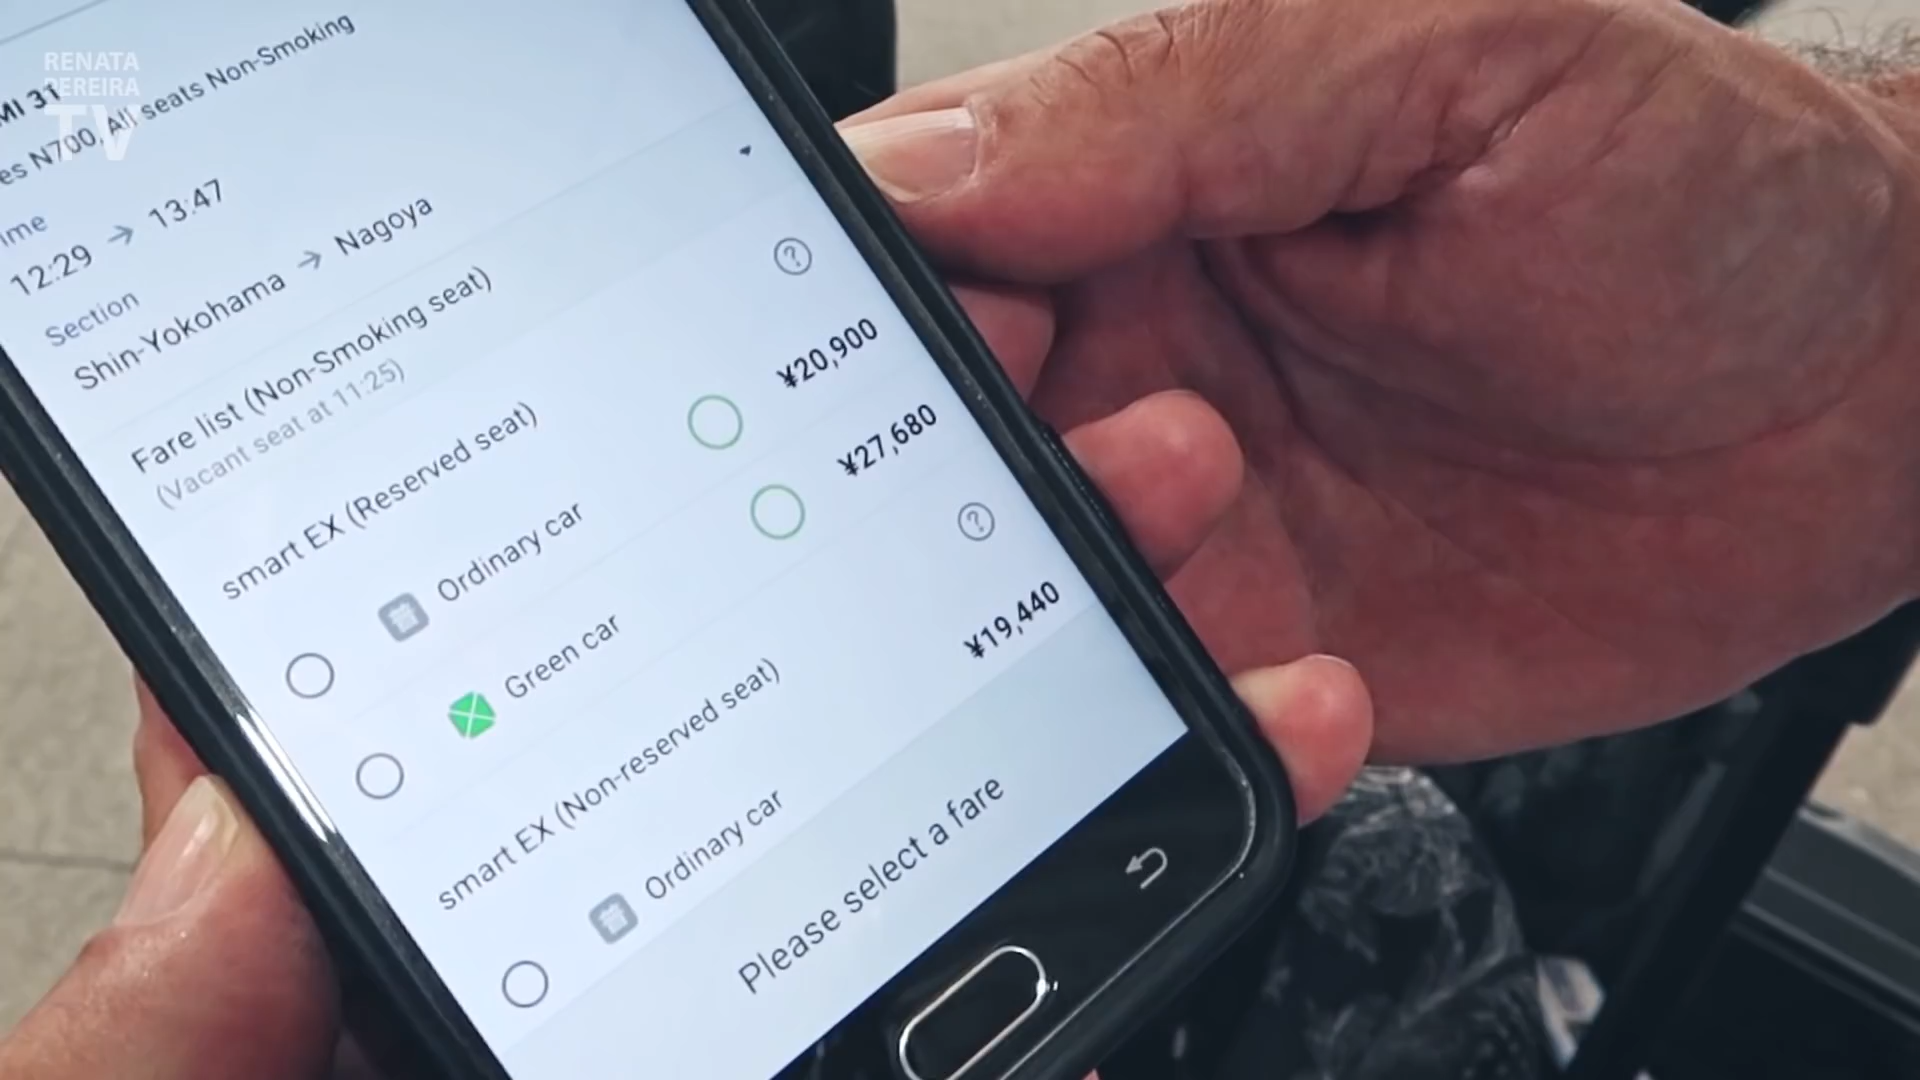 RENATA
PEREIRA
TV
MI 31
es N700, All seats Non-Smoking
ime
12:29 → 13:47
Section
Shin-Yokohama → Nagoya
Fare list (Non-Smoking seat)
(Vacant seat at 11:25)
smart EX (Reserved seat)
Ordinary car ¥20,900
Green car ¥27,680
smart EX (Non-reserved seat)
Ordinary car ¥19,440
Please select a fare